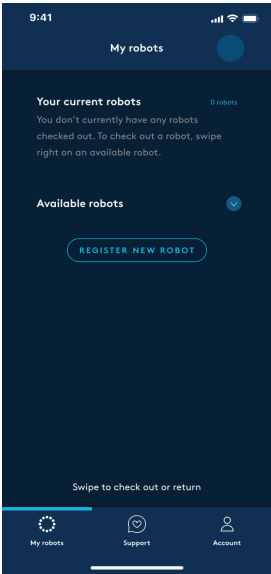 9:41
My robots
Your current robots 0 robots
You don't currently have any robots
checked out. To check out a robot, swipe
right on an available robot.
Available robots
REGISTER NEW ROBOT
Swipe to check out or return
My robots Support Account